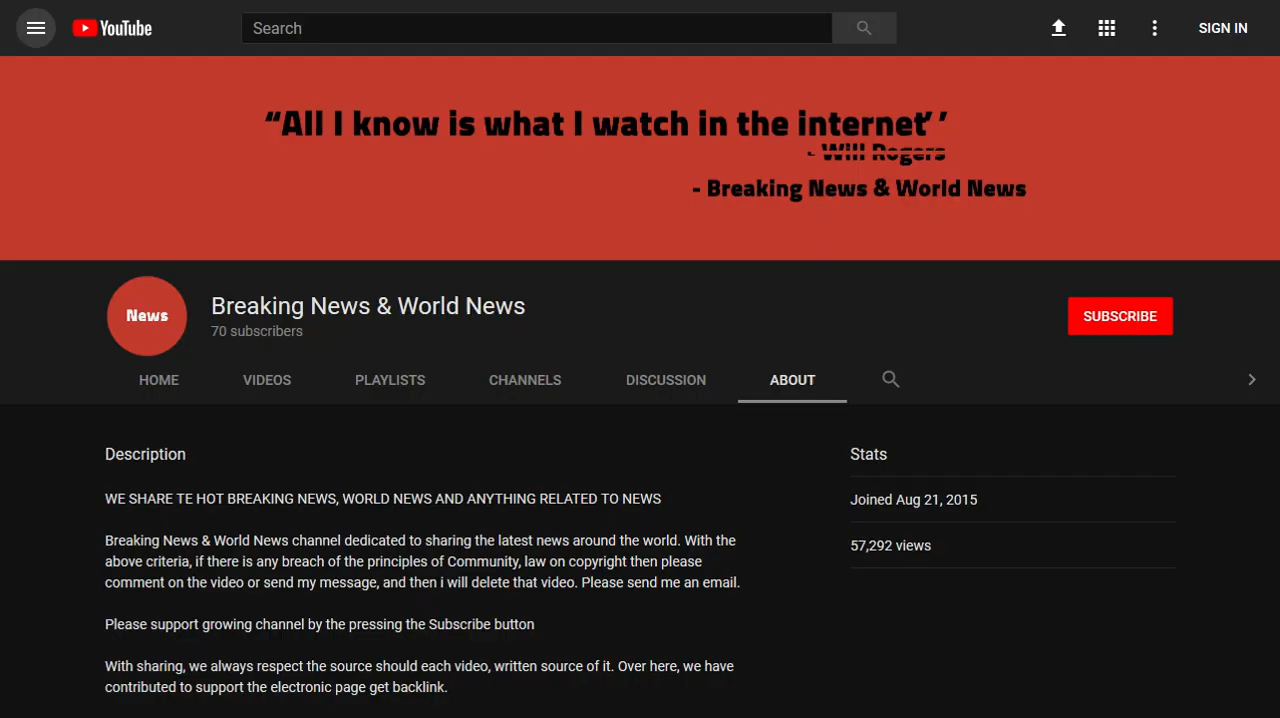 YouTube
Search
SIGN IN
“All I know is what I watch in the internet’’
- Will Rogers
- Breaking News & World News
News
Breaking News & World News
70 subscribers
SUBSCRIBE
HOME VIDEOS PLAYLISTS CHANNELS DISCUSSION ABOUT
Description
WE SHARE TE HOT BREAKING NEWS, WORLD NEWS AND ANYTHING RELATED TO NEWS
Breaking News & World News channel dedicated to sharing the latest news around the world. With the
above criteria, if there is any breach of the principles of Community, law on copyright then please
comment on the video or send my message, and then i will delete that video. Please send me an email.
Please support growing channel by the pressing the Subscribe button
With sharing, we always respect the source should each video, written source of it. Over here, we have
contributed to support the electronic page get backlink.
Stats
Joined Aug 21, 2015
57,292 views